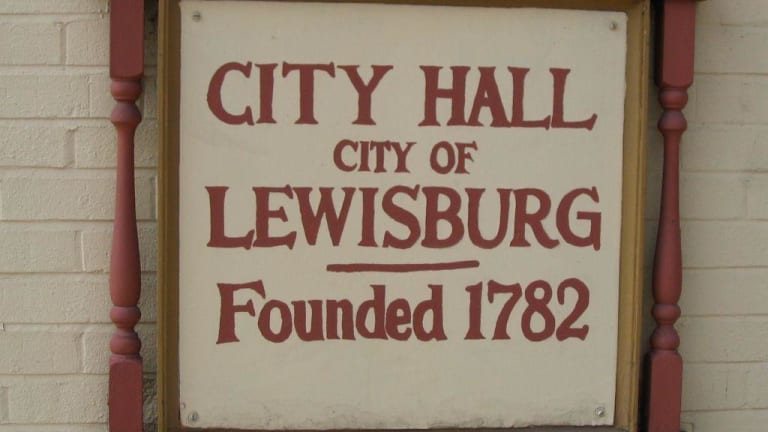 CITY HALL
CITY OF
LEWISBURG
Founded 1782